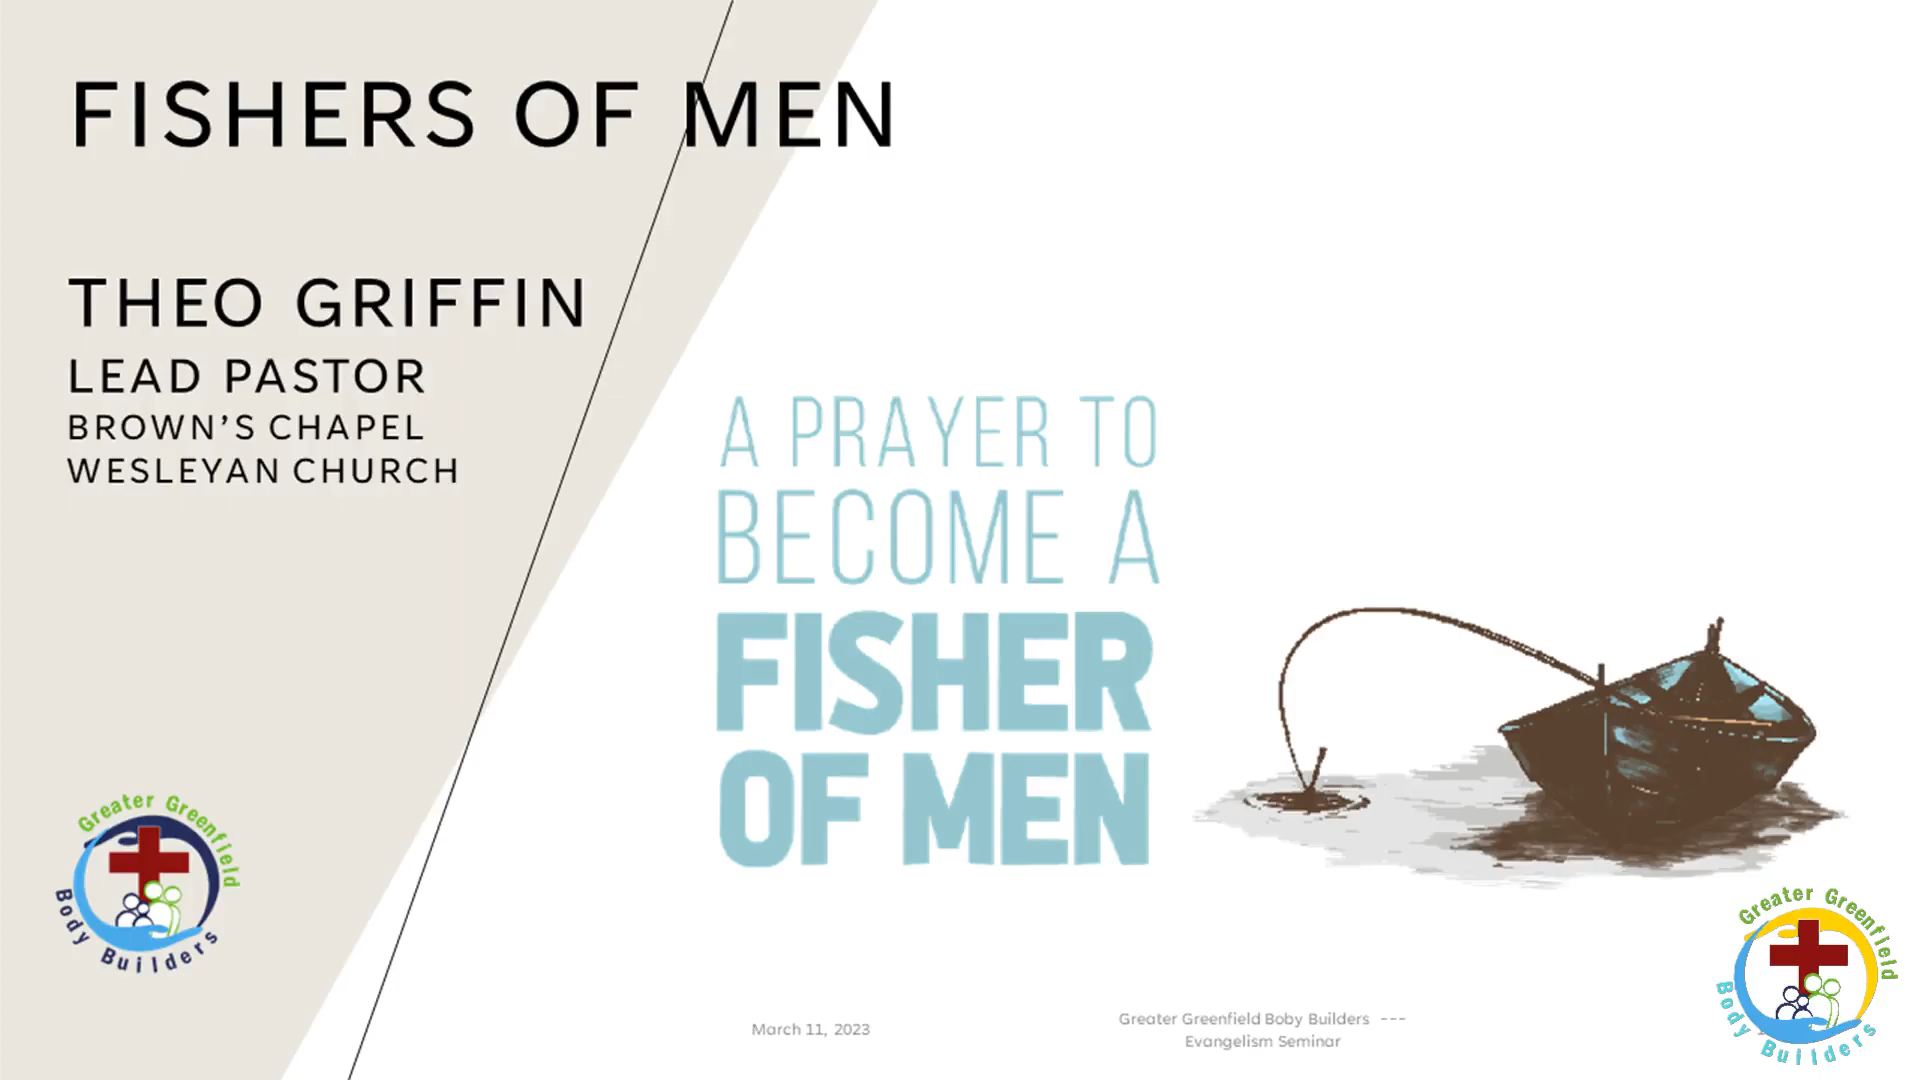 FISHERS OF MEN
THEO GRIFFIN
LEAD PASTOR
BROWN’S CHAPEL
WESLEYAN CHURCH
A PRAYER TO
BECOME A
FISHER
OF MEN
Greater Greenfield
Body Builders
March 11, 2023
Greater Greenfield Boby Builders ---
Evangelism Seminar
Greater Greenfield
Body Builders